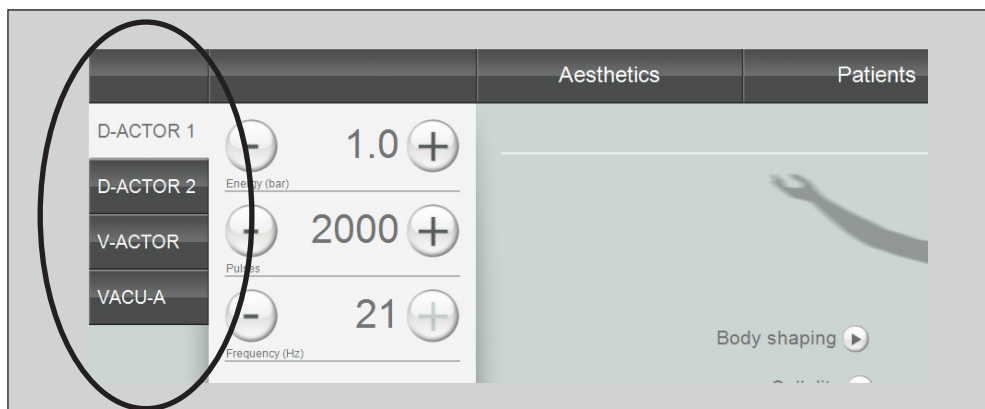 Aesthetics Patients
D-ACTOR 1
D-ACTOR 2
V-ACTOR
VACU-A
- 1.0 +
Energy (bar)
- 2000 +
Pulses
- 21 +
Frequency (Hz)
Body shaping